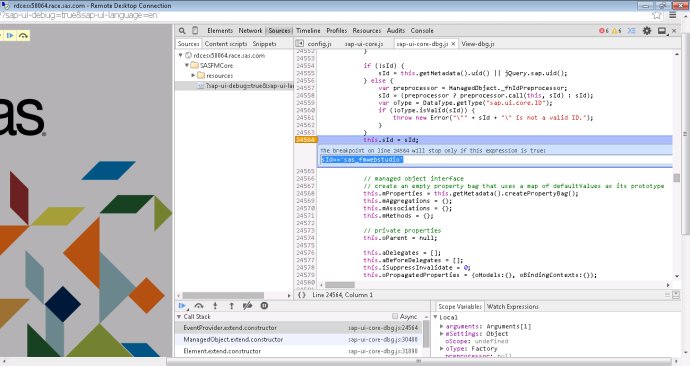 rdcesx58064.race.sas.com - Remote Desktop Connection
?sap-ui-debug=true&sap-ui-language=en
Elements Network Sources Timeline Profiles Resources Audits Console
6 6
Sources Content scripts Snippets
config.js sap-ui-core.js sap-ui-core-dbg.js View-dbg.js
rdcesx58064.race.sas.com
SASFMCore
resources
?sap-ui-debug=true&sap-ui-la
as
24552 }
24553
24554 if (!sId) {
24555 sId = this.getMetadata().uid() || jQuery.sap.uid();
24556 } else {
24557 var preprocessor = ManagedObject._fnIdPreprocessor;
24558 sId = (preprocessor ? preprocessor.call(this, sId) : sId);
24559 var oType = DataType.getType("sap.ui.core.ID");
24560 if (!oType.isValid(sId)) {
24561 throw new Error("\"" + sId + "\" is not a valid ID.");
24562 }
24563 }
24564 this.sId = sId;
The breakpoint on line 24564 will stop only if this expression is true:
sId=='sas_fmwebstudio'
24565
24566 // managed object interface
24567 // create an empty property bag that uses a map of defaultValues as its prototype
24568 this.mProperties = this.getMetadata().createPropertyBag();
24569 this.mAggregations = {};
24570 this.mAssociations = {};
24571 this.mMethods = {};
24572
24573 // private properties
24574 this.oParent = null;
24575
24576 this.aDelegates = [];
24577 this.aBeforeDelegates = [];
24578 this.iSuppressInvalidate = 0;
24579 this.oPropagatedProperties = {oModels:{}, oBindingContexts:{}};
24580
{} Line 24564, Column 1
Call Stack Async
EventProvider.extend.constructor sap-ui-core-dbg.js:24564
ManagedObject.extend.constructor sap-ui-core-dbg.js:30480
Element.extend.constructor sap-ui-core-dbg.js:31890
Scope Variables Watch Expressions
Local
arguments: Arguments[1]
mSettings: Object
oScope: undefined
oType: Factory
preprocessor: null